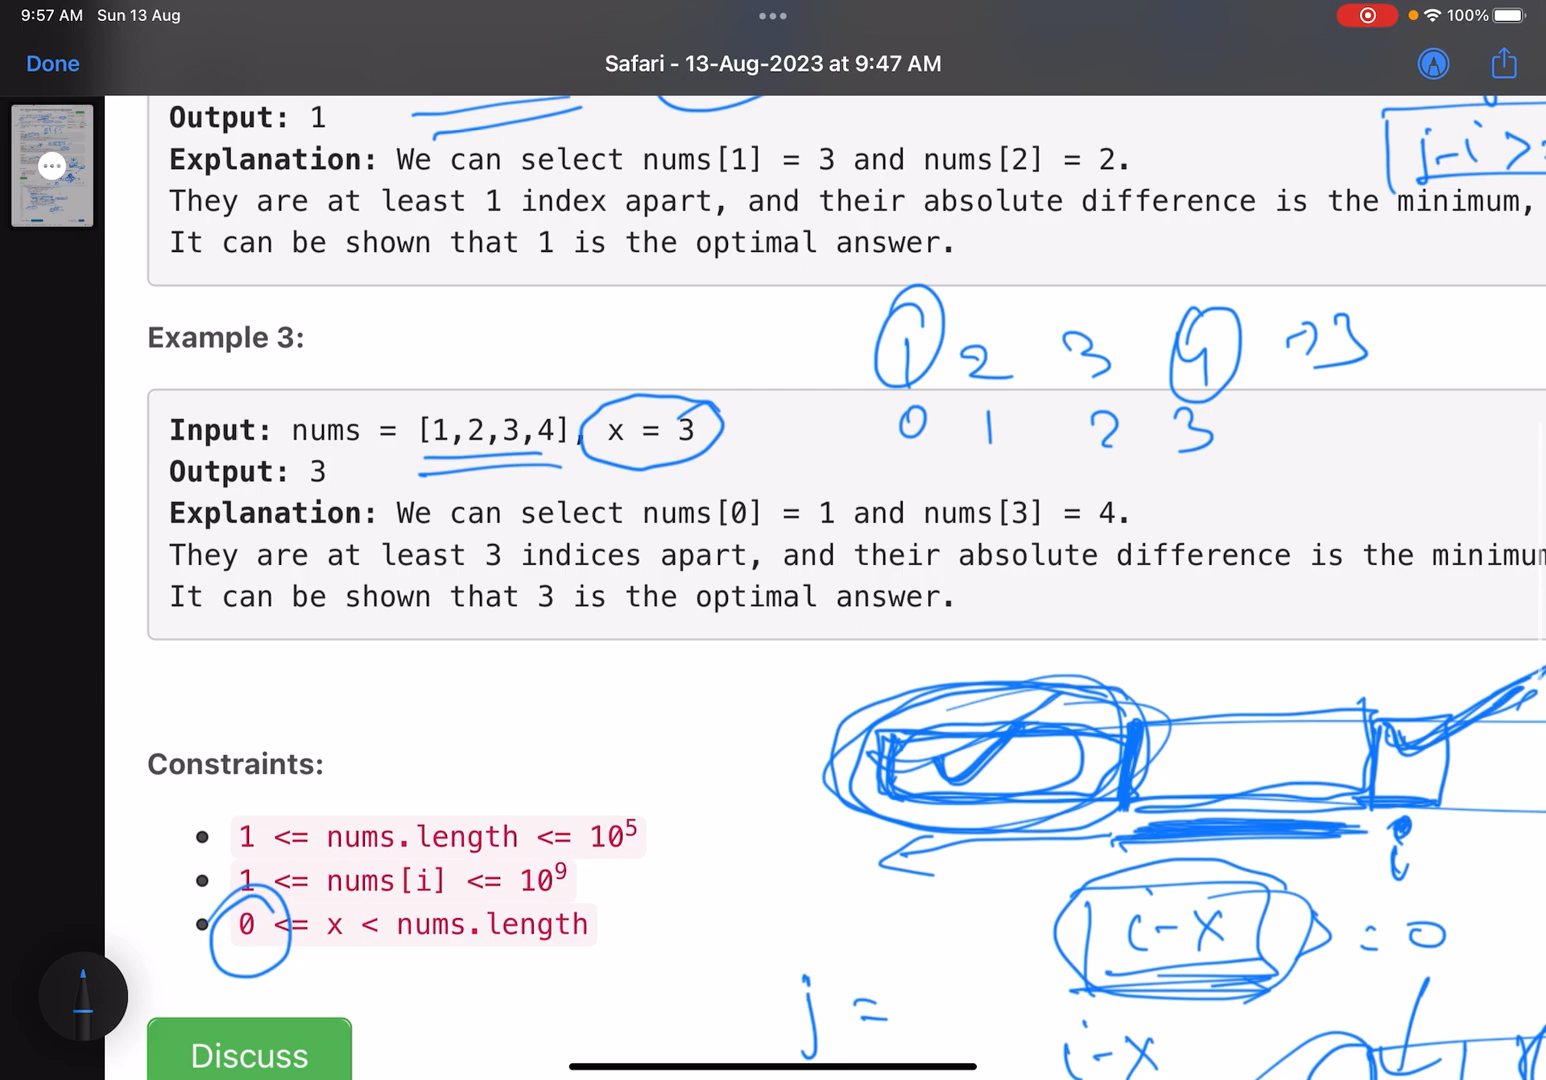 9:57 AM Sun 13 Aug
100%
Done
Safari - 13-Aug-2023 at 9:47 AM
Output: 1
j-i >=
Explanation: We can select nums[1] = 3 and nums[2] = 2.
They are at least 1 index apart, and their absolute difference is the minimum,
It can be shown that 1 is the optimal answer.
Example 3:
1 2 3 4 → 3
0 1 2 3
Input: nums = [1,2,3,4], x = 3
Output: 3
Explanation: We can select nums[0] = 1 and nums[3] = 4.
They are at least 3 indices apart, and their absolute difference is the minimum
It can be shown that 3 is the optimal answer.
Constraints:
1 <= nums.length <= 10⁵
i
1 <= nums[i] <= 10⁹
0 <= x < nums.length
i-x >= 0
j =
i-x
Discuss